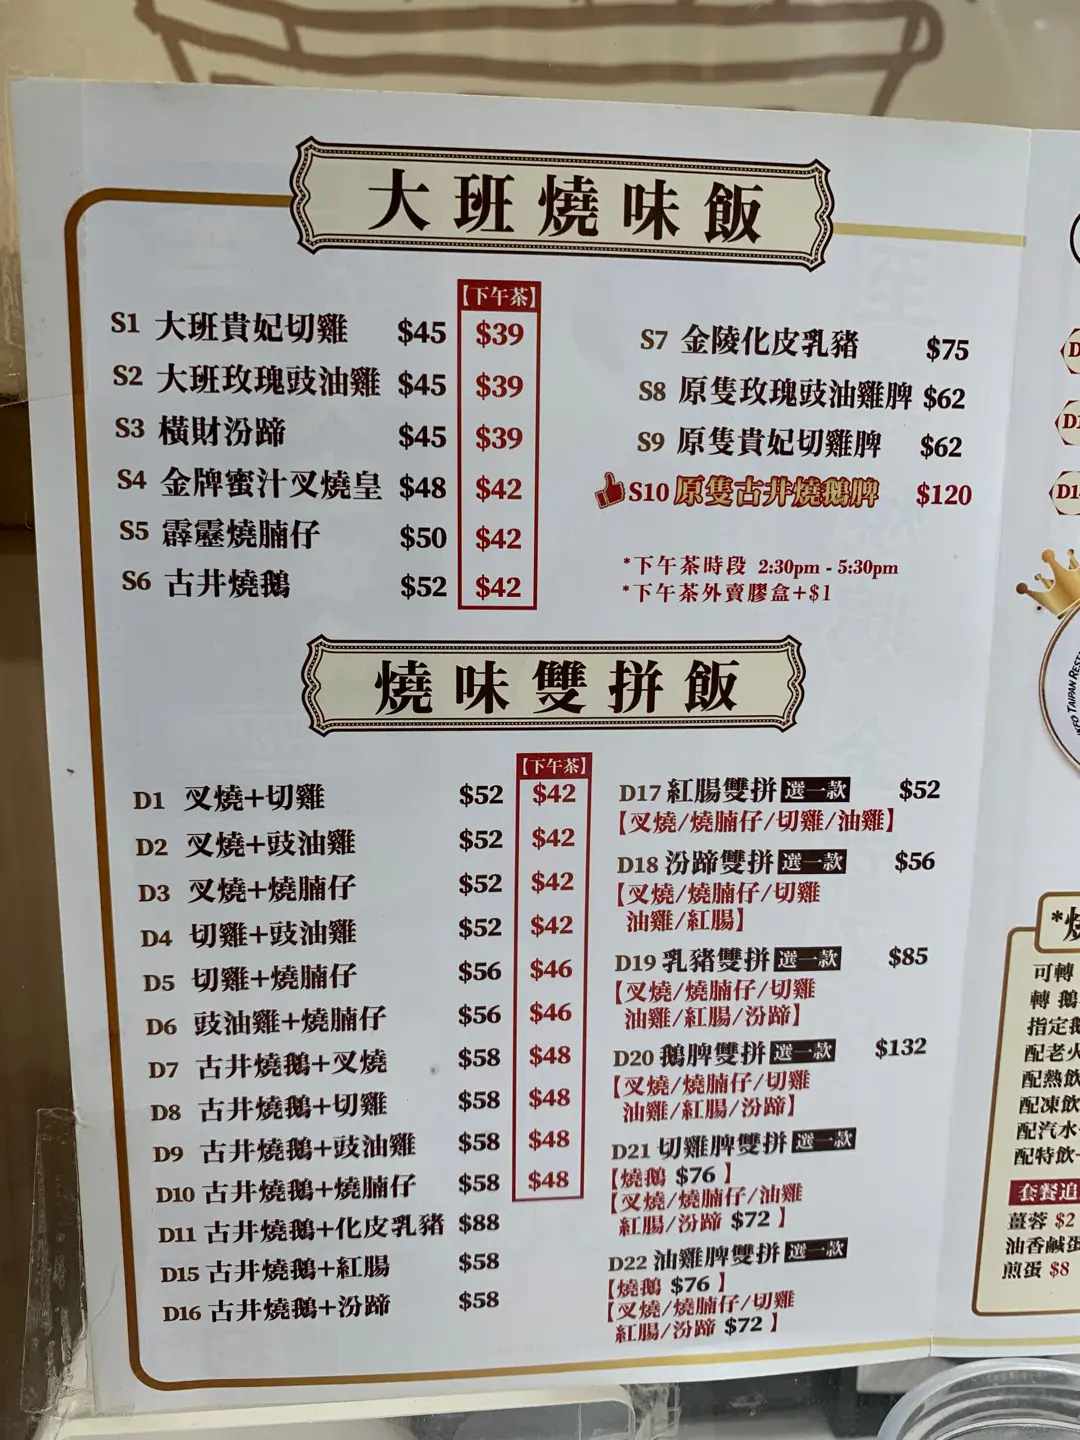 大班燒味飯
【下午茶】
S1 大班貴妃切雞 $45 $39
S2 大班玫瑰豉油雞 $45 $39
S3 橫財汾蹄 $45 $39
S4 金牌蜜汁叉燒皇 $48 $42
S5 霹靂燒腩仔 $50 $42
S6 古井燒鵝 $52 $42
S7 金陵化皮乳豬 $75
S8 原隻玫瑰豉油雞脾 $62
S9 原隻貴妃切雞脾 $62
S10 原隻古井燒鵝脾 $120
*下午茶時段 2:30pm - 5:30pm
*下午茶外賣膠盒+$1
燒味雙拼飯
【下午茶】
D1 叉燒+切雞 $52 $42
D2 叉燒+豉油雞 $52 $42
D3 叉燒+燒腩仔 $52 $42
D4 切雞+豉油雞 $52 $42
D5 切雞+燒腩仔 $56 $46
D6 豉油雞+燒腩仔 $56 $46
D7 古井燒鵝+叉燒 $58 $48
D8 古井燒鵝+切雞 $58 $48
D9 古井燒鵝+豉油雞 $58 $48
D10 古井燒鵝+燒腩仔 $58 $48
D11 古井燒鵝+化皮乳豬 $88
D15 古井燒鵝+紅腸 $58
D16 古井燒鵝+汾蹄 $58
D17 紅腸雙拼 選一款 $52
【叉燒/燒腩仔/切雞/油雞】
D18 汾蹄雙拼 選一款 $56
【叉燒/燒腩仔/切雞
油雞/紅腸】
D19 乳豬雙拼 選一款 $85
【叉燒/燒腩仔/切雞
油雞/紅腸/汾蹄】
D20 鵝脾雙拼 選一款 $132
【叉燒/燒腩仔/切雞
油雞/紅腸/汾蹄】
D21 切雞脾雙拼 選一款
【燒鵝 $76 】
【叉燒/燒腩仔/油雞
紅腸/汾蹄 $72 】
D22 油雞脾雙拼 選一款
【燒鵝 $76 】
【叉燒/燒腩仔/切雞
紅腸/汾蹄 $72 】
TAIPAN
可轉
轉 鵝
指定
配老火
配熱飲
配凍飲
配汽水
配特飲
套餐追
薑蓉 $2
油香鹹蛋
煎蛋 $8